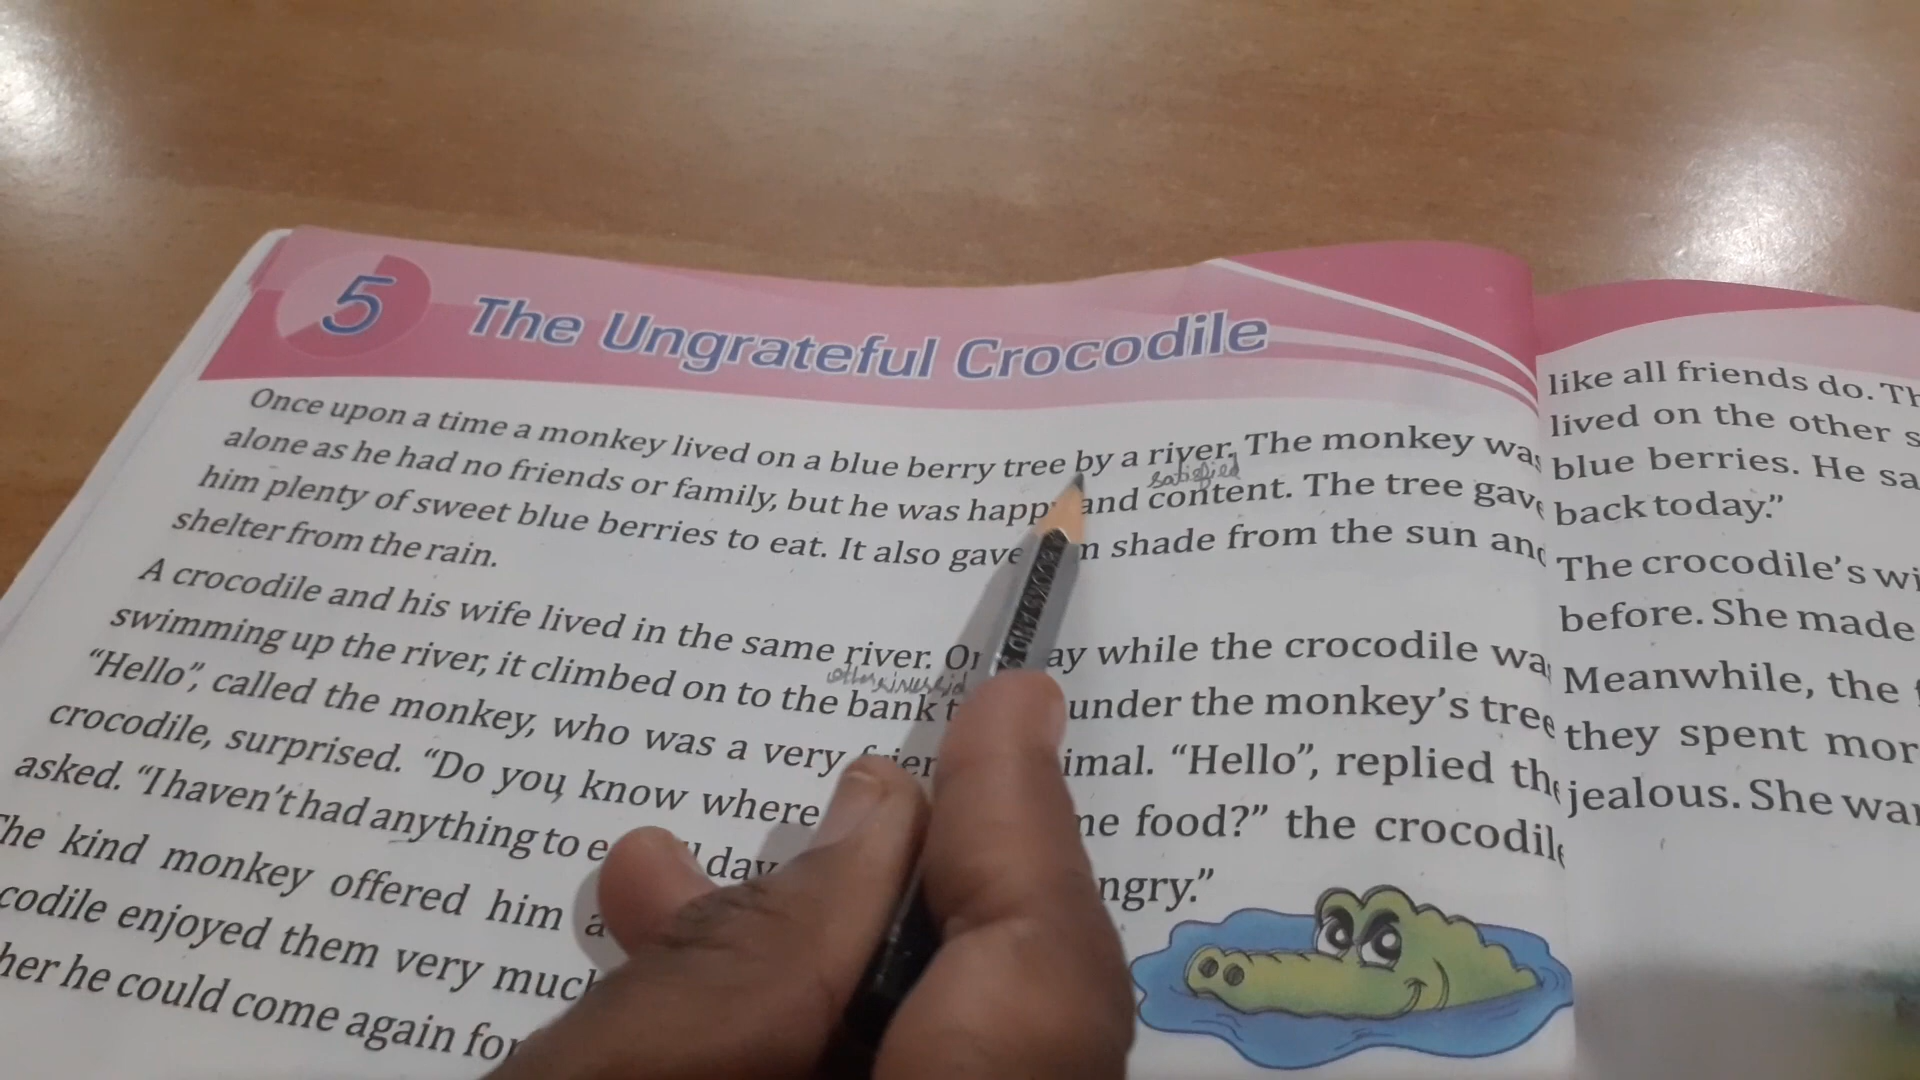 5 The Ungrateful Crocodile
Once upon a time a monkey lived on a blue berry tree by a river. The monkey was
satisfied
alone as he had no friends or family, but he was happy and content. The tree gave
him plenty of sweet blue berries to eat. It also gave shade from the sun and
shelter from the rain.
A crocodile and his wife lived in the same river. while the crocodile wa
swimming up the river, it climbed on to the bank under the monkey's tree
"Hello", called the monkey, who was a very "Hello", replied the
crocodile, surprised. "Do you know where food?" the crocodile
asked. "I haven't had anything to day
The kind monkey offered him a
codile enjoyed them very much
her he could come again for
like all friends do. Th
lived on the other s
blue berries. He sa
back today."
The crocodile's wi
before. She made
Meanwhile, the f
they spent mor
jealous. She wan